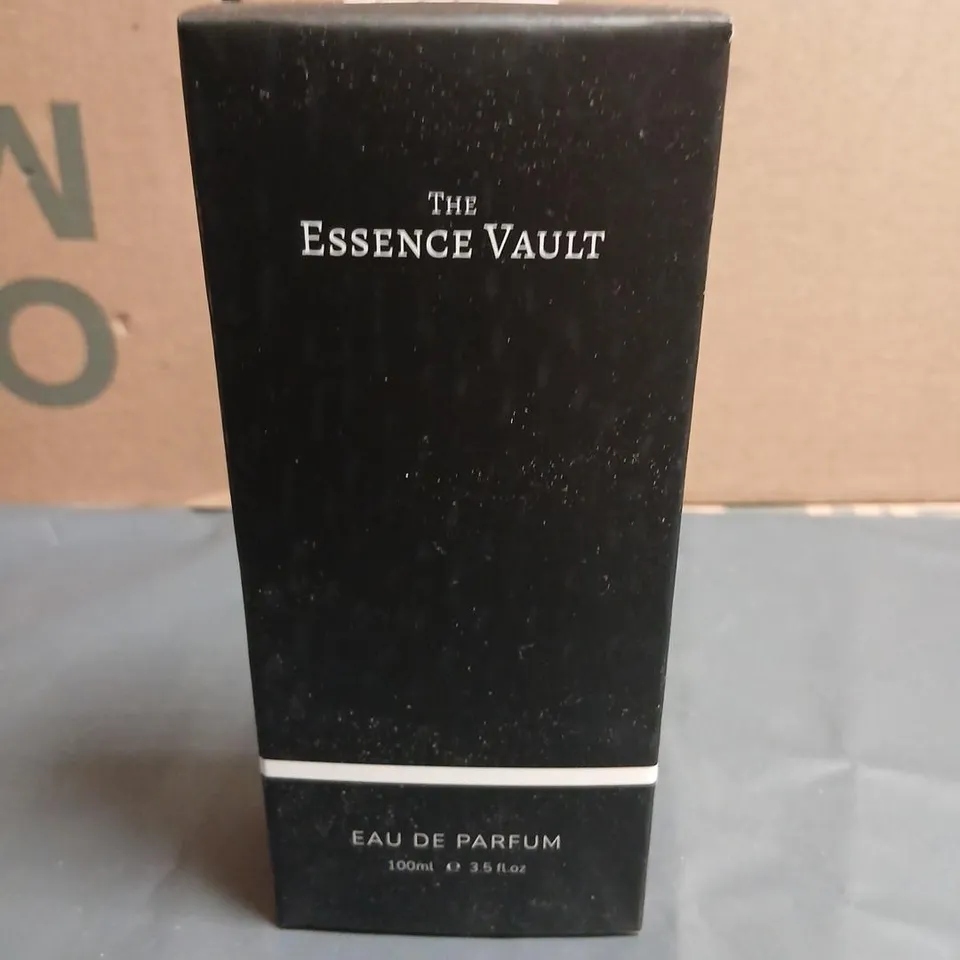 THE
ESSENCE VAULT
EAU DE PARFUM
100ml ℮ 3.5 fl.oz